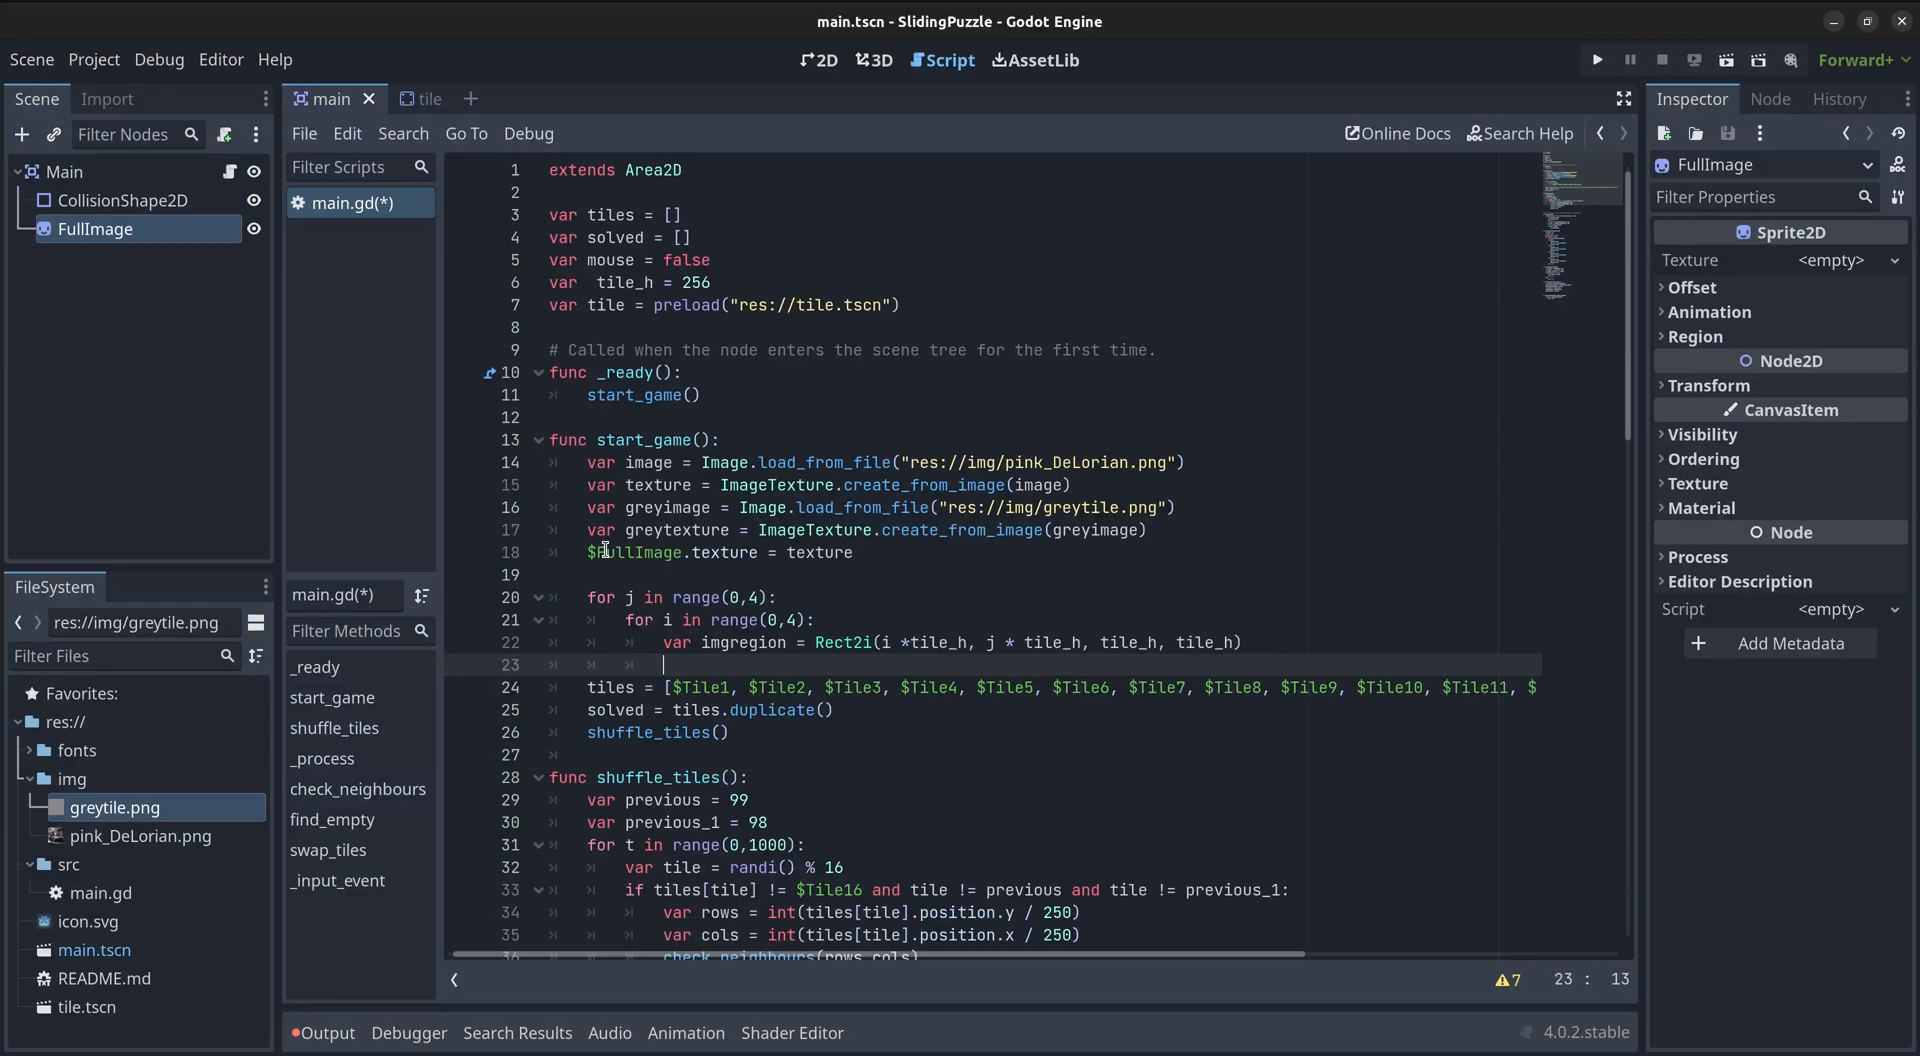 main.tscn - SlidingPuzzle - Godot Engine
Scene Project Debug Editor Help
2D 3D Script AssetLib
Forward+
Scene Import
Filter Nodes
Main
CollisionShape2D
FullImage
FileSystem
res://img/greytile.png
Filter Files
Favorites:
res://
fonts
img
greytile.png
pink_DeLorian.png
src
main.gd
icon.svg
main.tscn
README.md
tile.tscn
main tile
File Edit Search Go To Debug
Online Docs Search Help
Filter Scripts
main.gd(*)
main.gd(*)
Filter Methods
_ready
start_game
shuffle_tiles
_process
check_neighbours
find_empty
swap_tiles
_input_event
1 extends Area2D
2
3 var tiles = []
4 var solved = []
5 var mouse = false
6 var  tile_h = 256
7 var tile = preload("res://tile.tscn")
8
9 # Called when the node enters the scene tree for the first time.
10 func _ready():
11 start_game()
12
13 func start_game():
14 var image = Image.load_from_file("res://img/pink_DeLorian.png")
15 var texture = ImageTexture.create_from_image(image)
16 var greyimage = Image.load_from_file("res://img/greytile.png")
17 var greytexture = ImageTexture.create_from_image(greyimage)
18 $FullImage.texture = texture
19
20 for j in range(0,4):
21 for i in range(0,4):
22 var imgregion = Rect2i(i *tile_h, j * tile_h, tile_h, tile_h)
23
24 tiles = [$Tile1, $Tile2, $Tile3, $Tile4, $Tile5, $Tile6, $Tile7, $Tile8, $Tile9, $Tile10, $Tile11, $
25 solved = tiles.duplicate()
26 shuffle_tiles()
27
28 func shuffle_tiles():
29 var previous = 99
30 var previous_1 = 98
31 for t in range(0,1000):
32 var tile = randi() % 16
33 if tiles[tile] != $Tile16 and tile != previous and tile != previous_1:
34 var rows = int(tiles[tile].position.y / 250)
35 var cols = int(tiles[tile].position.x / 250)
36 check_neighbours(rows,cols)
7 23 : 13
Output Debugger Search Results Audio Animation Shader Editor
4.0.2.stable
Inspector Node History
FullImage
Filter Properties
Sprite2D
Texture <empty>
Offset
Animation
Region
Node2D
Transform
CanvasItem
Visibility
Ordering
Texture
Material
Node
Process
Editor Description
Script <empty>
Add Metadata